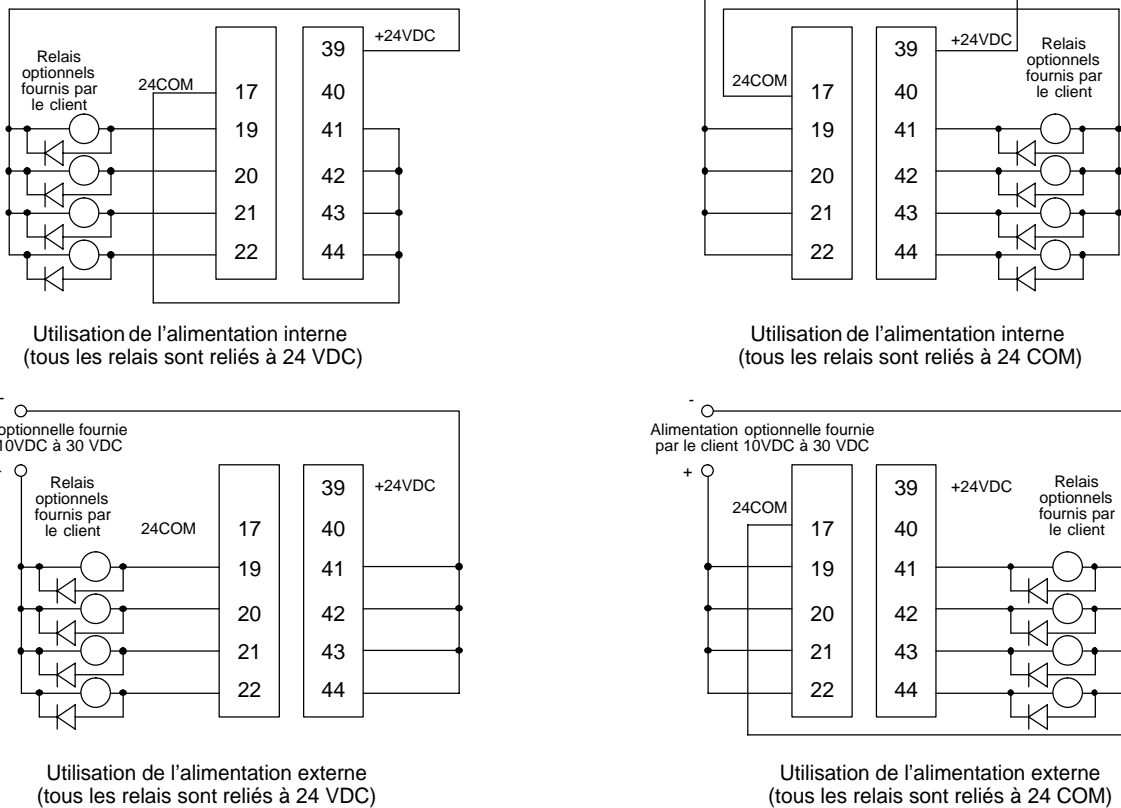 +24VDC
39
Relais
optionnels
fournis par
le client
24COM
17
40
19
41
20
42
21
43
22
44
Utilisation de l’alimentation interne
(tous les relais sont reliés à 24 VDC)
+24VDC
39
Relais
optionnels
fournis par
le client
24COM
17
40
19
41
20
42
21
43
22
44
Utilisation de l’alimentation interne
(tous les relais sont reliés à 24 COM)
-
optionnelle fournie
10VDC à 30 VDC
39
+24VDC
Relais
optionnels
fournis par
le client
24COM
17
40
19
41
20
42
21
43
22
44
Utilisation de l’alimentation externe
(tous les relais sont reliés à 24 VDC)
-
Alimentation optionnelle fournie
par le client 10VDC à 30 VDC
+
39
+24VDC
Relais
optionnels
fournis par
le client
24COM
17
40
19
41
20
42
21
43
22
44
Utilisation de l’alimentation externe
(tous les relais sont reliés à 24 COM)